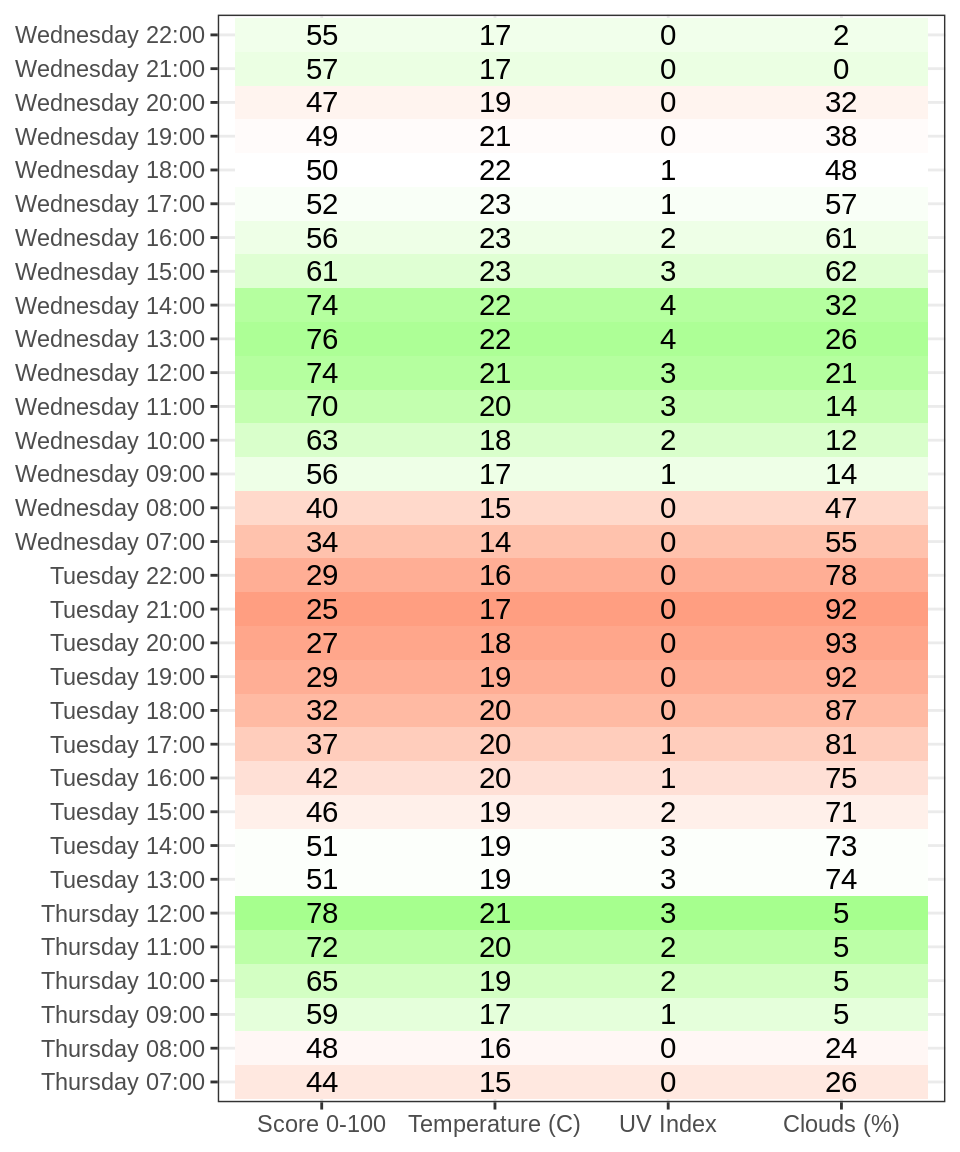 Wednesday 22:00 55 17 0 2
Wednesday 21:00 57 17 0 0
Wednesday 20:00 47 19 0 32
Wednesday 19:00 49 21 0 38
Wednesday 18:00 50 22 1 48
Wednesday 17:00 52 23 1 57
Wednesday 16:00 56 23 2 61
Wednesday 15:00 61 23 3 62
Wednesday 14:00 74 22 4 32
Wednesday 13:00 76 22 4 26
Wednesday 12:00 74 21 3 21
Wednesday 11:00 70 20 3 14
Wednesday 10:00 63 18 2 12
Wednesday 09:00 56 17 1 14
Wednesday 08:00 40 15 0 47
Wednesday 07:00 34 14 0 55
Tuesday 22:00 29 16 0 78
Tuesday 21:00 25 17 0 92
Tuesday 20:00 27 18 0 93
Tuesday 19:00 29 19 0 92
Tuesday 18:00 32 20 0 87
Tuesday 17:00 37 20 1 81
Tuesday 16:00 42 20 1 75
Tuesday 15:00 46 19 2 71
Tuesday 14:00 51 19 3 73
Tuesday 13:00 51 19 3 74
Thursday 12:00 78 21 3 5
Thursday 11:00 72 20 2 5
Thursday 10:00 65 19 2 5
Thursday 09:00 59 17 1 5
Thursday 08:00 48 16 0 24
Thursday 07:00 44 15 0 26
Score 0-100 Temperature (C) UV Index Clouds (%)